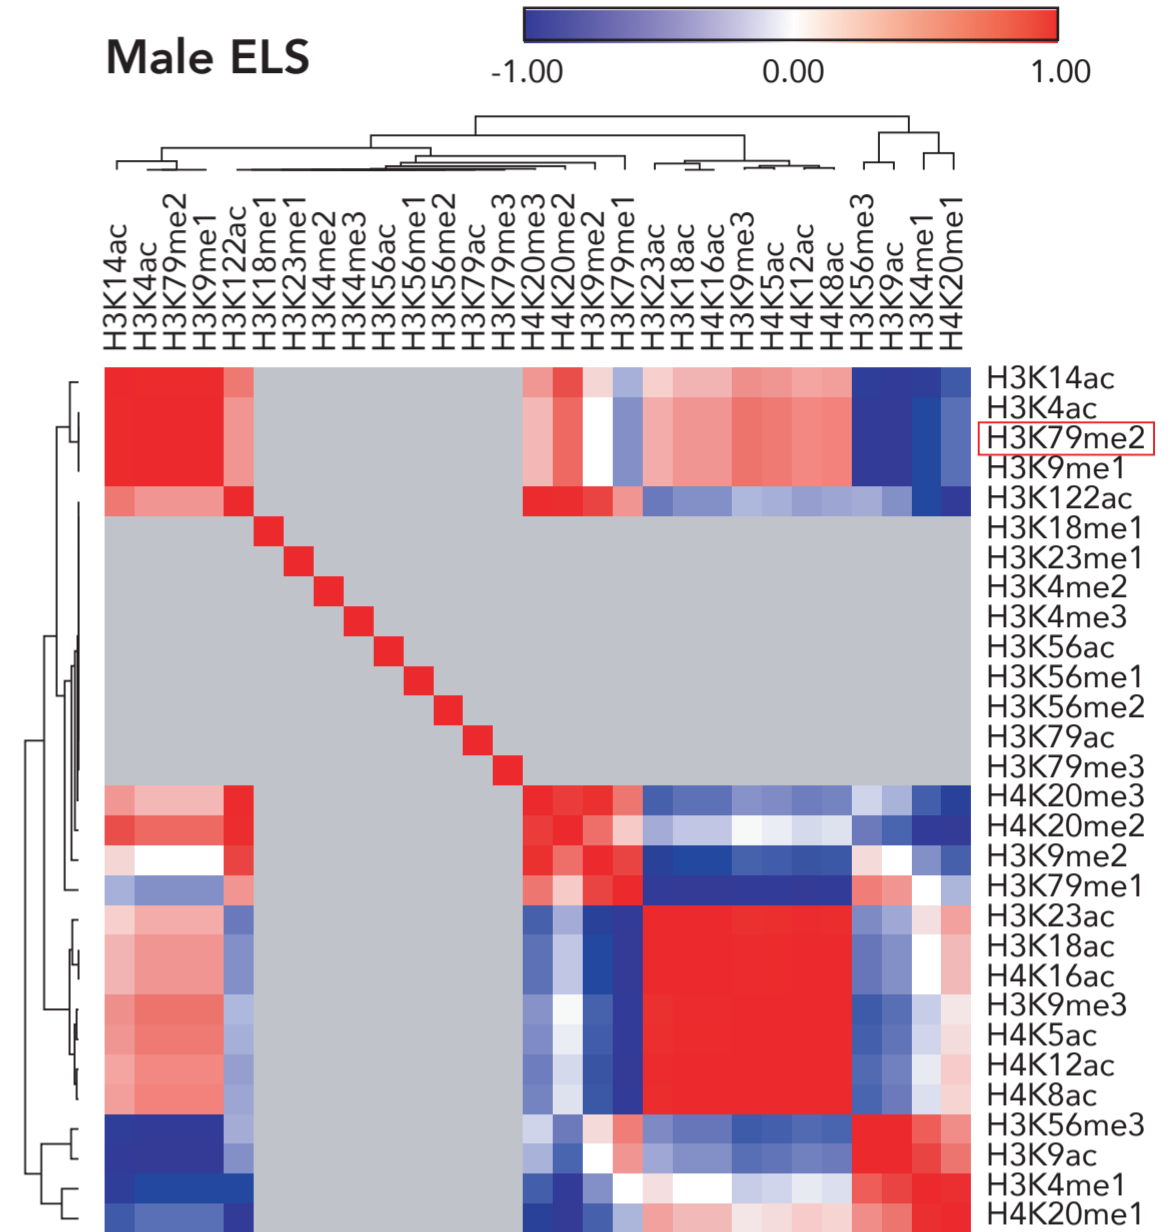 Male ELS
-1.00 0.00 1.00
H3K14ac
H3K4ac
H3K79me2
H3K9me1
H3K122ac
H3K18me1
H3K23me1
H3K4me2
H3K4me3
H3K56ac
H3K56me1
H3K56me2
H3K79ac
H3K79me3
H4K20me3
H4K20me2
H3K9me2
H3K79me1
H3K23ac
H3K18ac
H4K16ac
H3K9me3
H4K5ac
H4K12ac
H4K8ac
H3K56me3
H3K9ac
H3K4me1
H4K20me1
H3K14ac
H3K4ac
H3K79me2
H3K9me1
H3K122ac
H3K18me1
H3K23me1
H3K4me2
H3K4me3
H3K56ac
H3K56me1
H3K56me2
H3K79ac
H3K79me3
H4K20me3
H4K20me2
H3K9me2
H3K79me1
H3K23ac
H3K18ac
H4K16ac
H3K9me3
H4K5ac
H4K12ac
H4K8ac
H3K56me3
H3K9ac
H3K4me1
H4K20me1